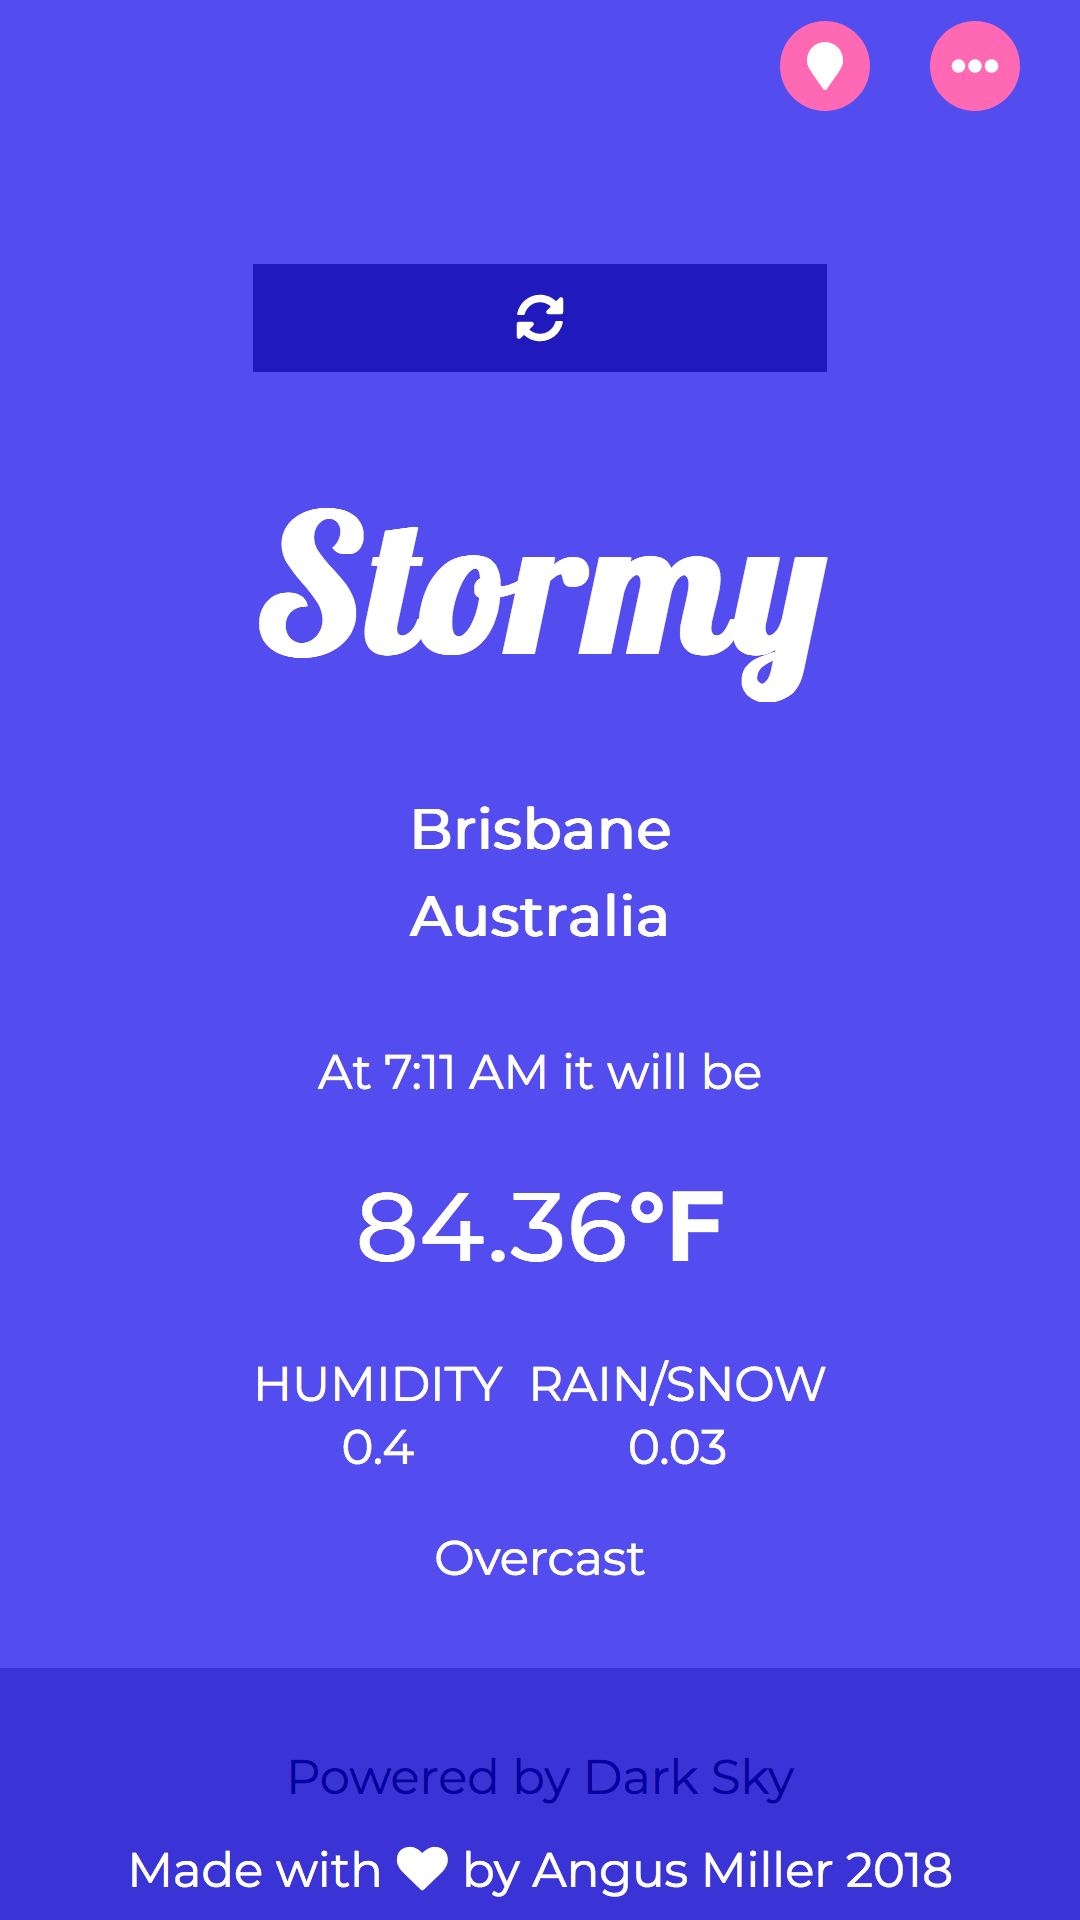 Stormy
Brisbane
Australia
At 7:11 AM it will be
84.36°F
HUMIDITY RAIN/SNOW
0.4 0.03
Overcast
Powered by Dark Sky
Made with by Angus Miller 2018